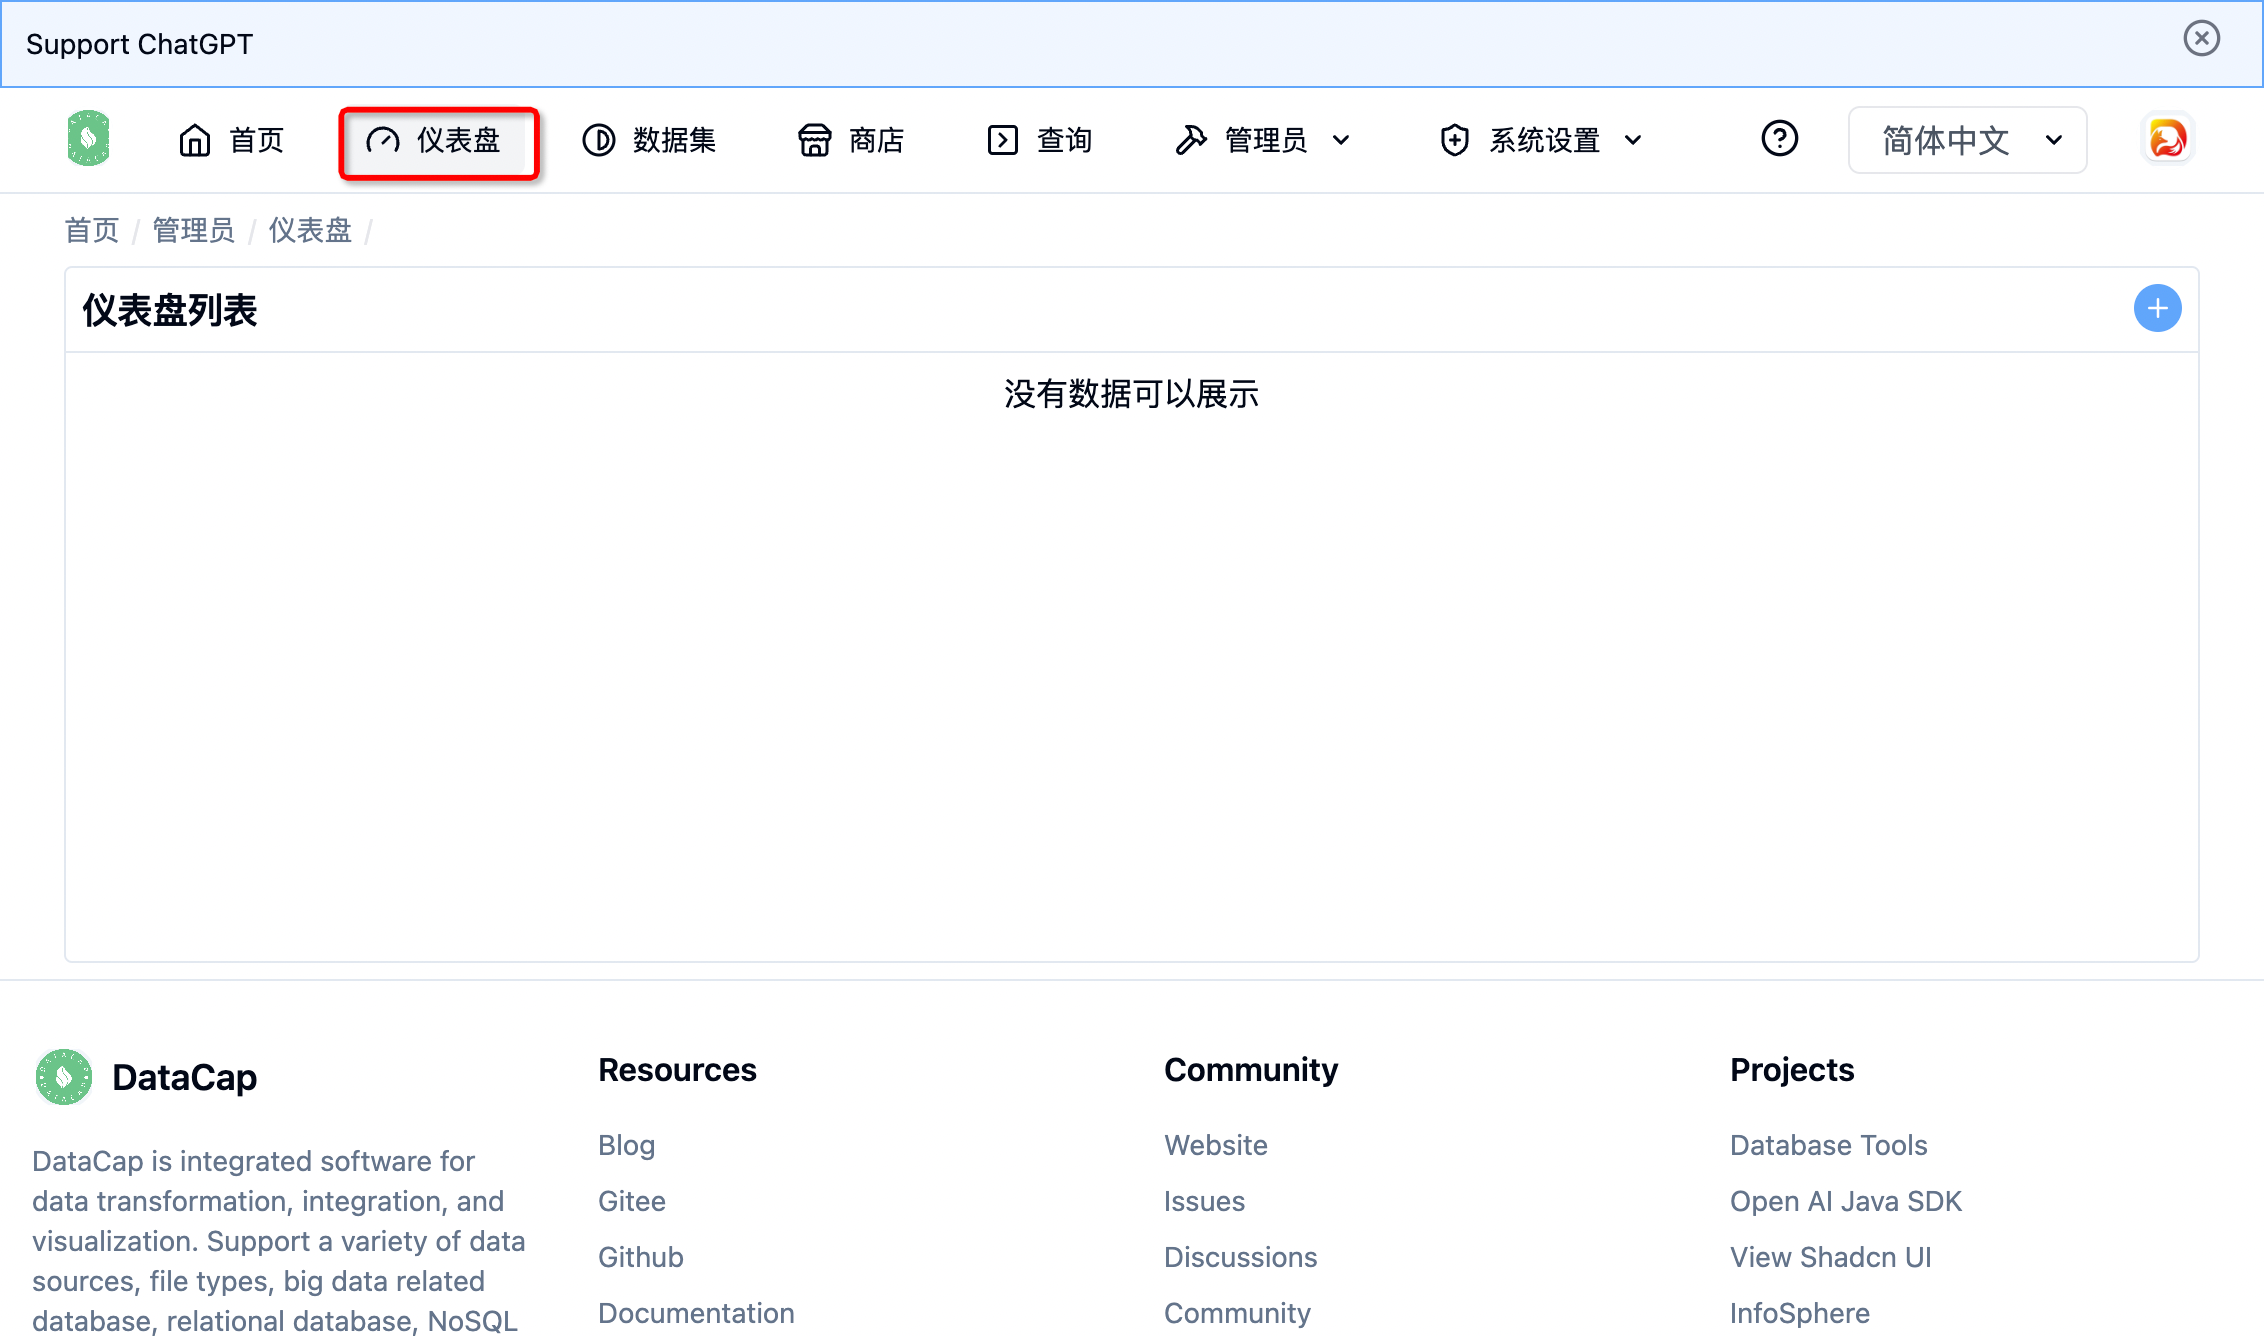 Support ChatGPT
首页 仪表盘 数据集 商店 查询 管理员 系统设置 简体中文
首页 / 管理员 / 仪表盘 /
仪表盘列表
没有数据可以展示
DataCap
DataCap is integrated software for
data transformation, integration, and
visualization. Support a variety of data
sources, file types, big data related
database, relational database, NoSQL
Resources
Blog
Gitee
Github
Documentation
Community
Website
Issues
Discussions
Community
Projects
Database Tools
Open AI Java SDK
View Shadcn UI
InfoSphere